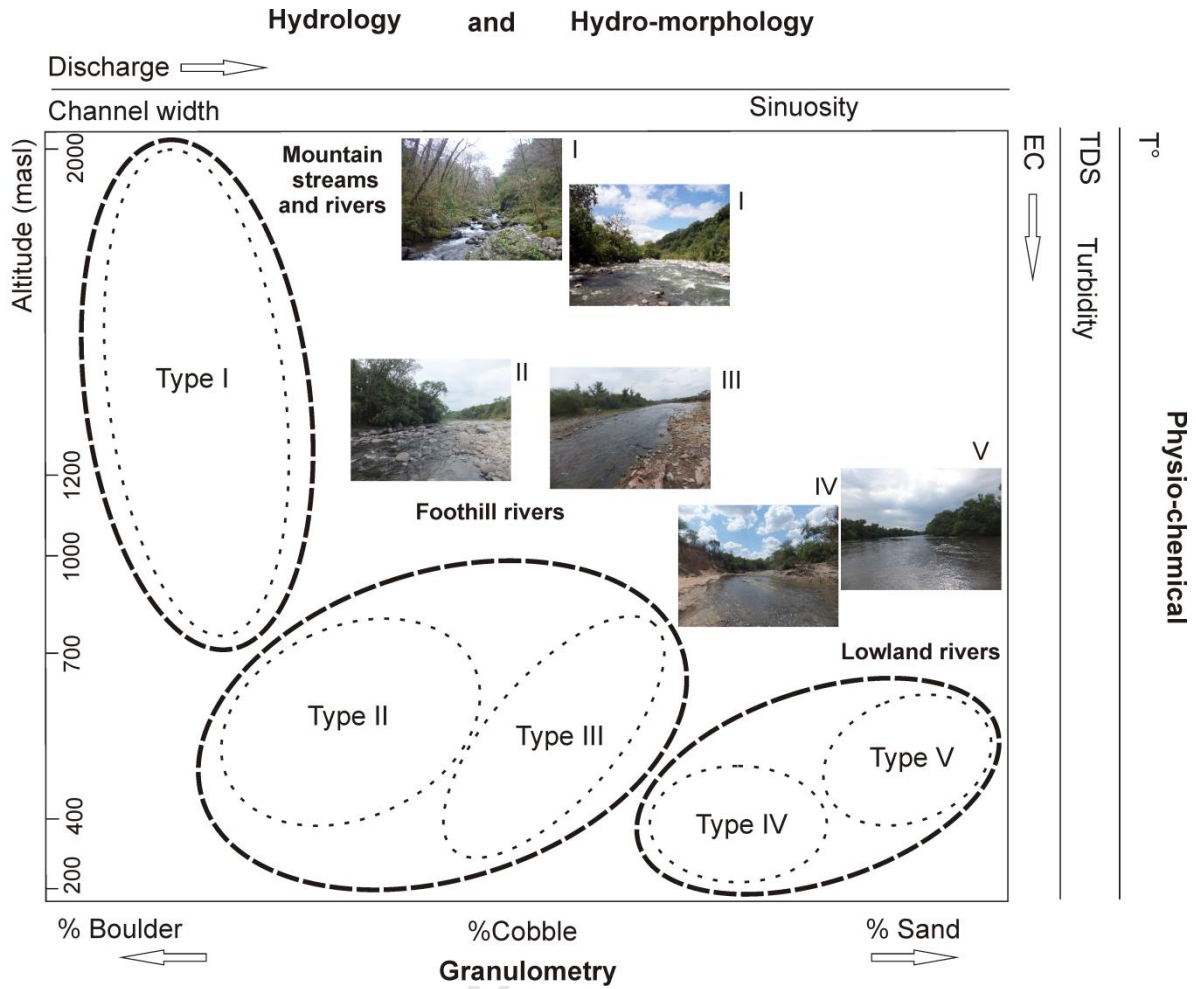 Hydrology and Hydro-morphology
Discharge
Channel width
Sinuosity
Altitude (masl)
2000
1200
1000
700
400
200
Mountain
streams
and rivers
I
I
Type I
II
III
Foothill rivers
IV
V
Lowland rivers
Type II
Type III
Type IV
Type V
EC
TDS
Turbidity
T°
Physio-chemical
% Boulder
%Cobble
% Sand
Granulometry